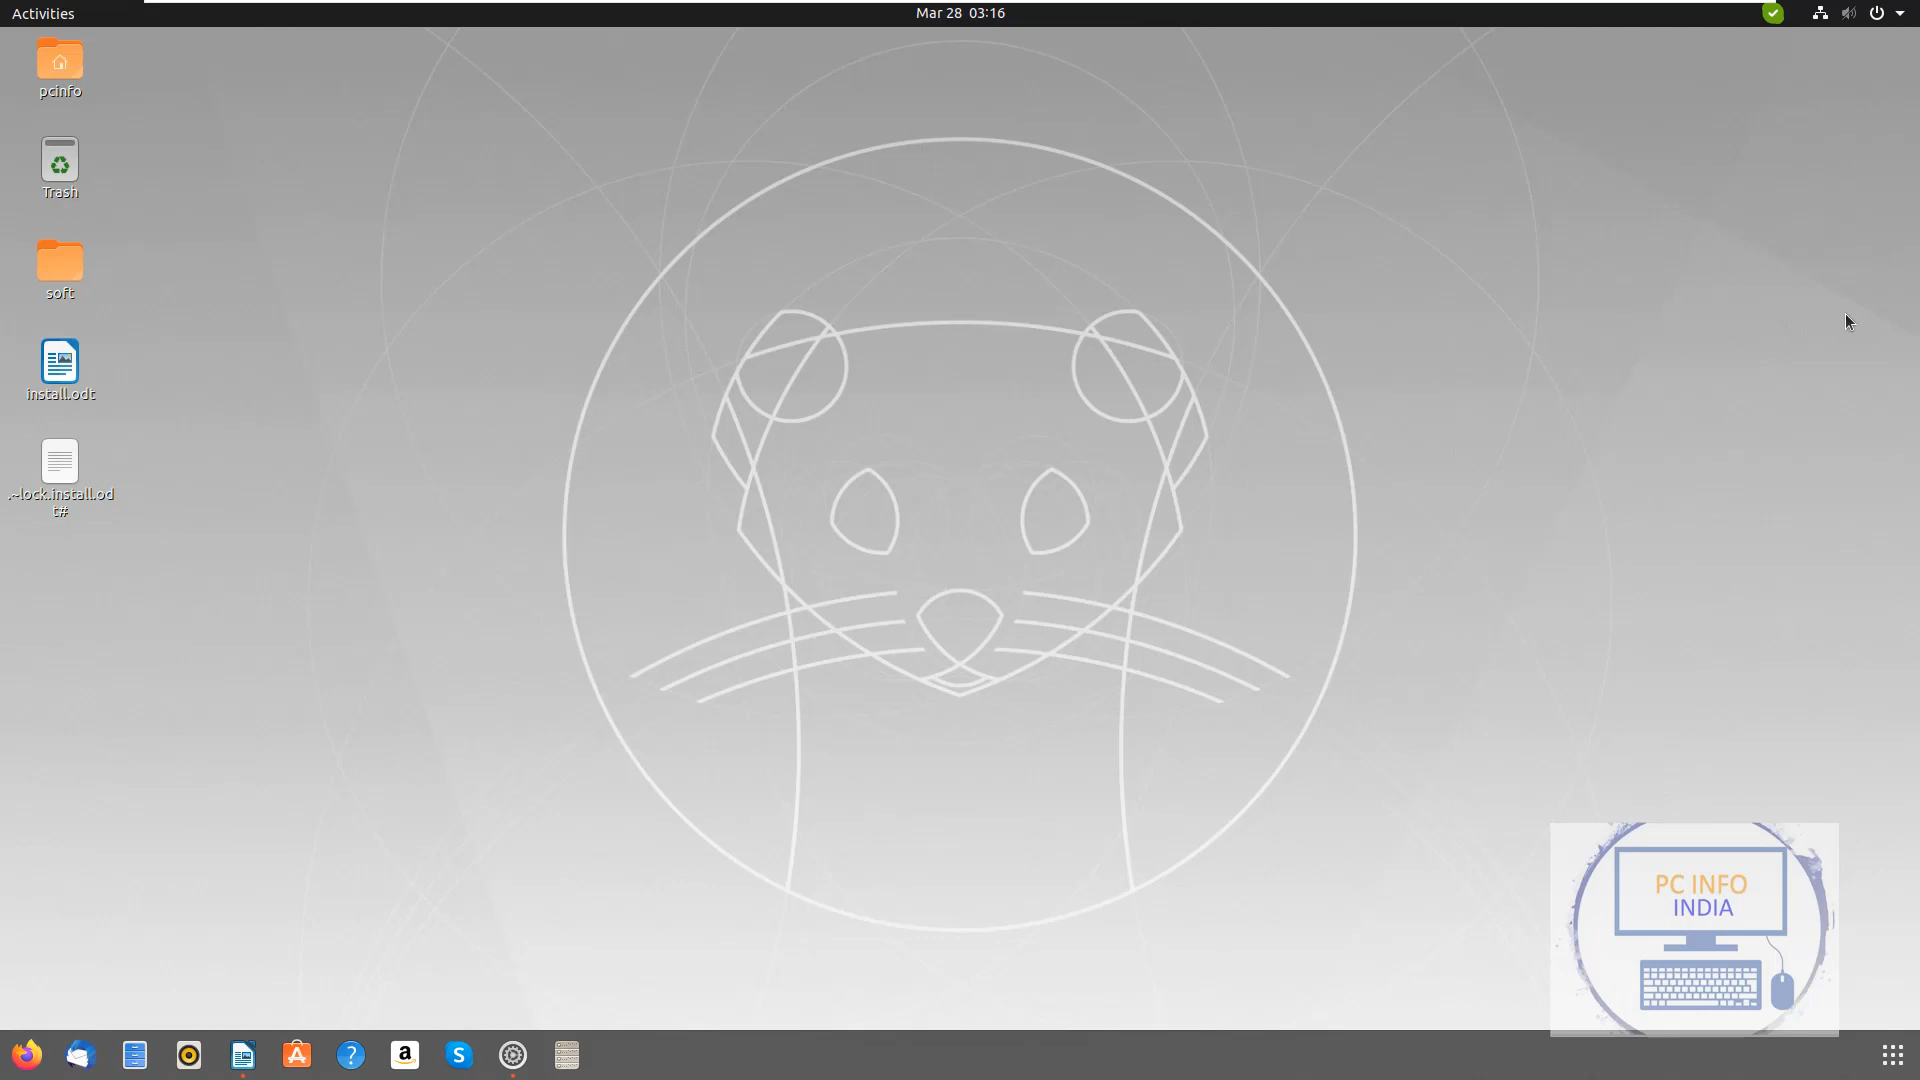 Activities
Mar 28 03:16
pcinfo
Trash
soft
install.odt
.~lock.install.od
t#
PC INFO
INDIA